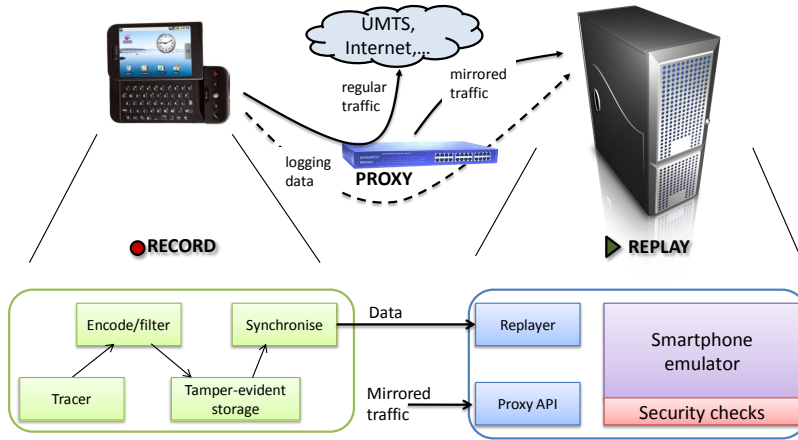 UMTS,
Internet,...
regular
traffic
mirrored
traffic
logging
data
PROXY
RECORD
REPLAY
Encode/filter
Synchronise
Data
Replayer
Smartphone
emulator
Tracer
Tamper-evident
storage
Mirrored
traffic
Proxy API
Security checks